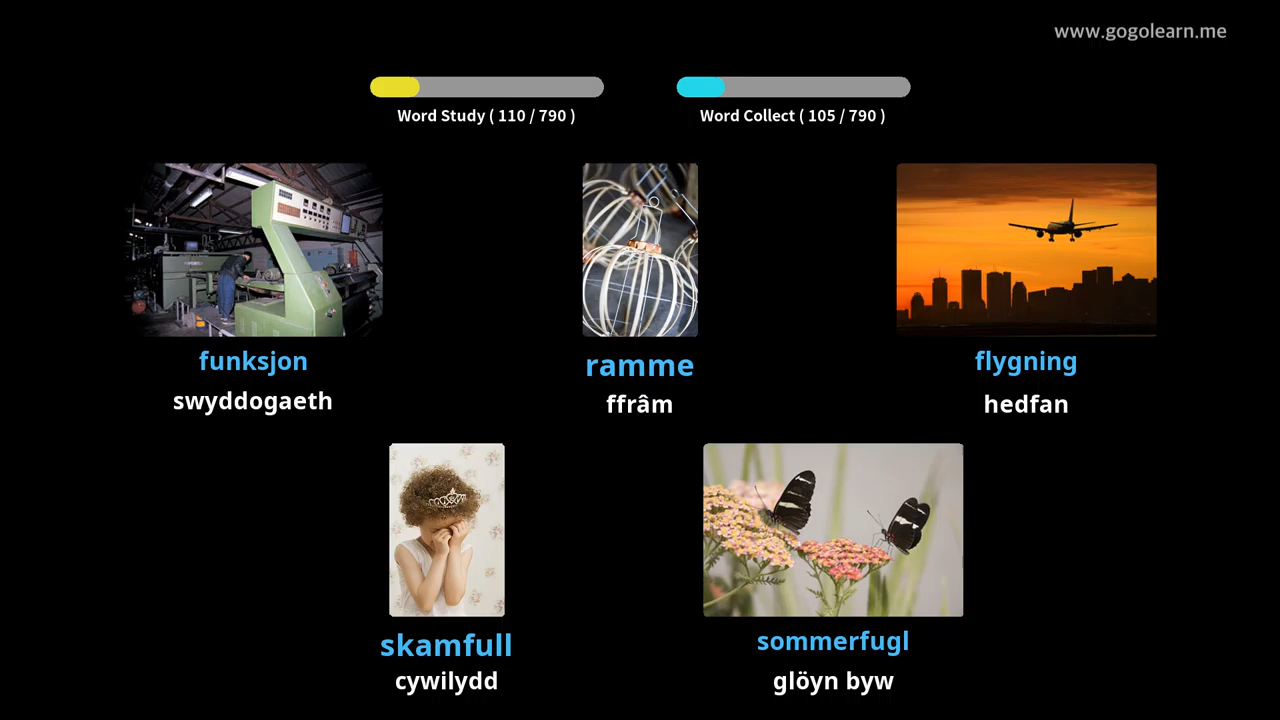 www.gogolearn.me
Word Study ( 110 / 790 )
Word Collect ( 105 / 790 )
funksjon
swyddogaeth
ramme
ffrâm
flygning
hedfan
skamfull
cywilydd
sommerfugl
glöyn byw